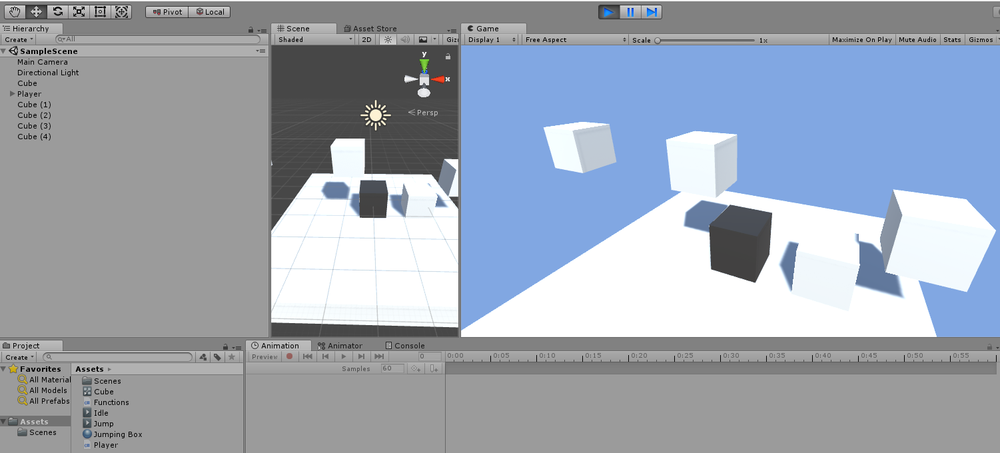 Pivot Local
Hierarchy
Create All
SampleScene
Main Camera
Directional Light
Cube
Player
Cube (1)
Cube (2)
Cube (3)
Cube (4)
Scene Asset Store
Shaded 2D Giz
y
x
Persp
Game
Display 1 Free Aspect Scale 1x Maximize On Play Mute Audio Stats Gizmos
Project
Create
Favorites
All Material
All Models
All Prefabs
Assets
Scenes
Assets
Scenes
Cube
Functions
Idle
Jump
Jumping Box
Player
Animation Animator Console
Preview 0
Samples 60
0:00 0:05 0:10 0:15 0:20 0:25 0:30 0:35 0:40 0:45 0:50 0:55